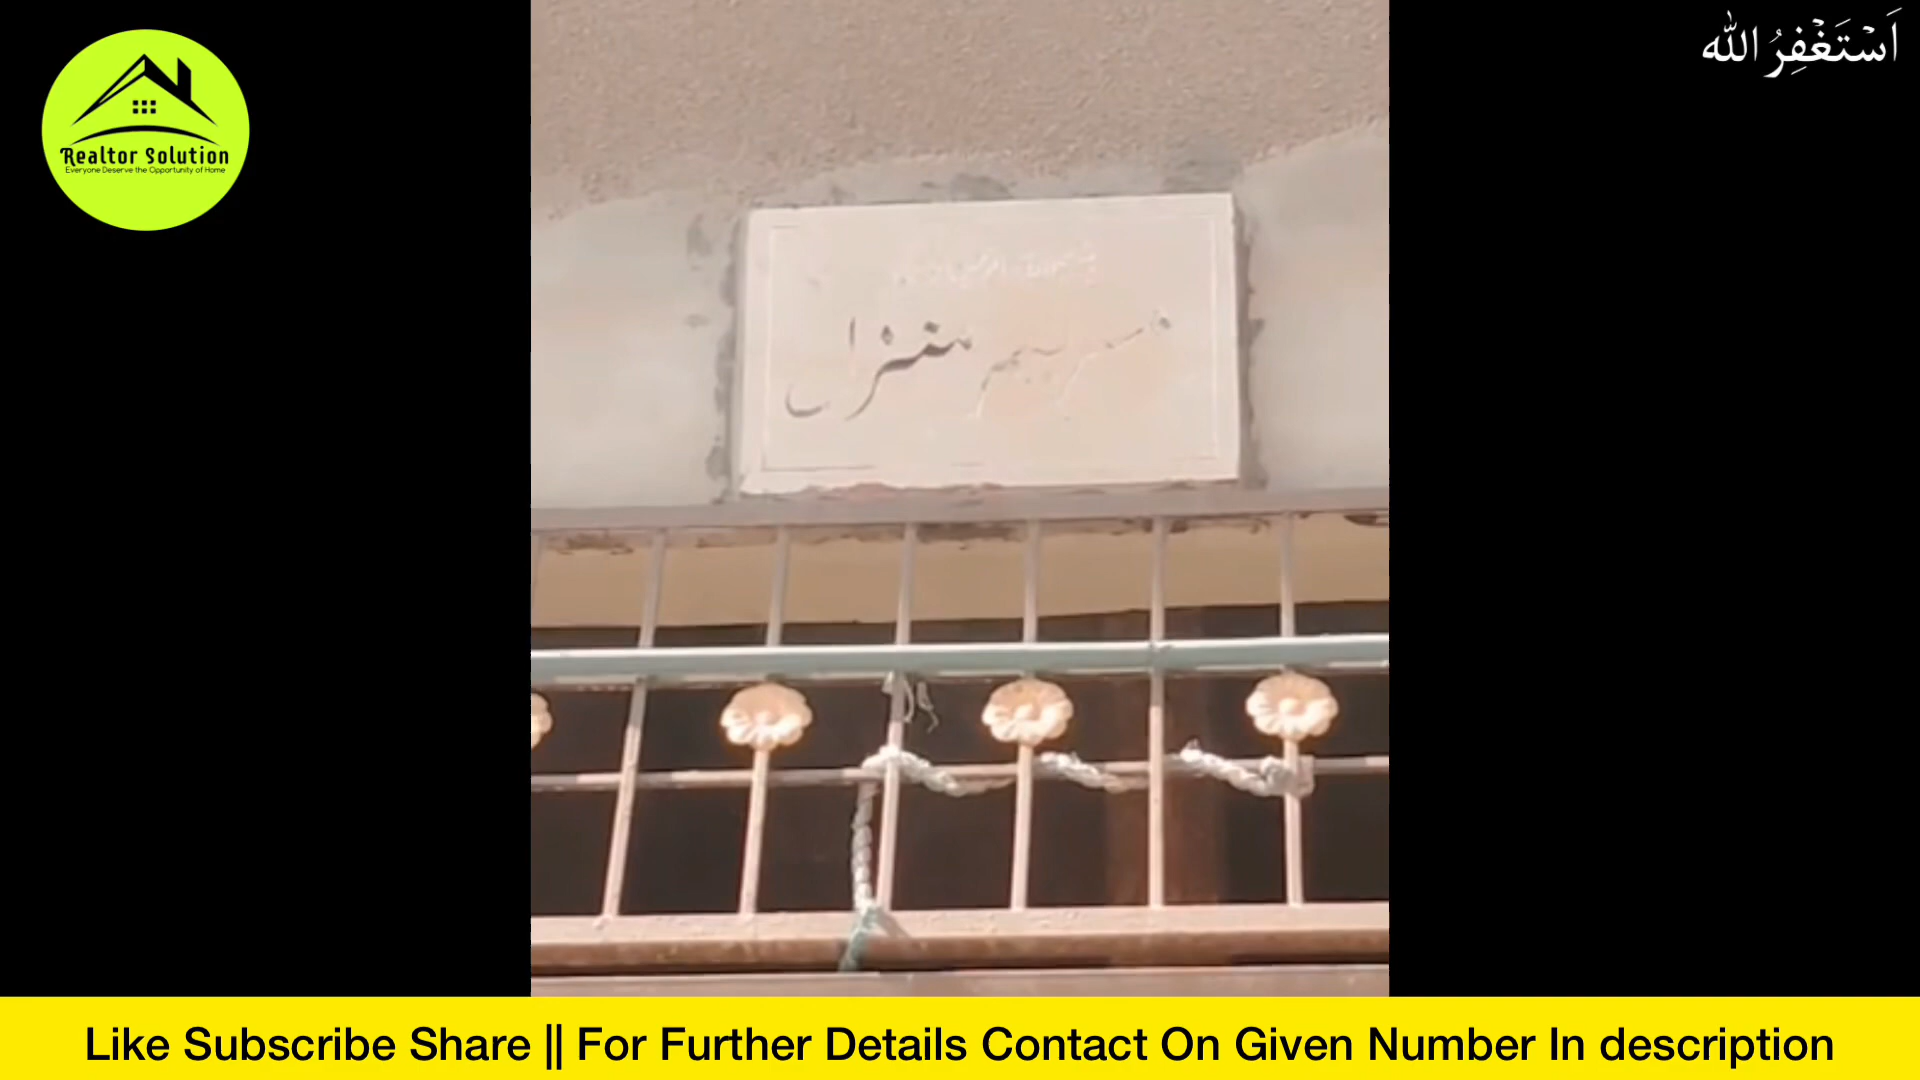 اَسْتَغْفِرُ اللّٰه
Realtor Solution
Everyone Deserve the Opportunity of Home
منزل
Like Subscribe Share || For Further Details Contact On Given Number In description